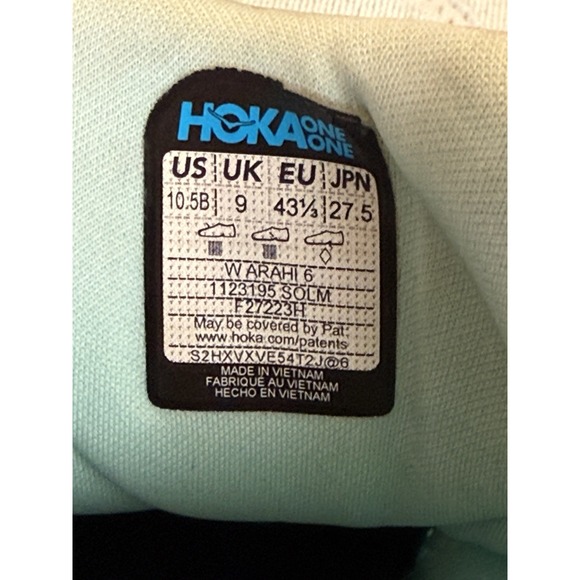 HOKA ONE ONE
US UK EU JPN
10.5B 9 43⅓ 27.5
W ARAHI 6
1123195 SOLM
F27223H
May be covered by Pat.
www.hoka.com/patents
S2HXVXVE54T2J@6
MADE IN VIETNAM
FABRIQUÉ AU VIETNAM
HECHO EN VIETNAM